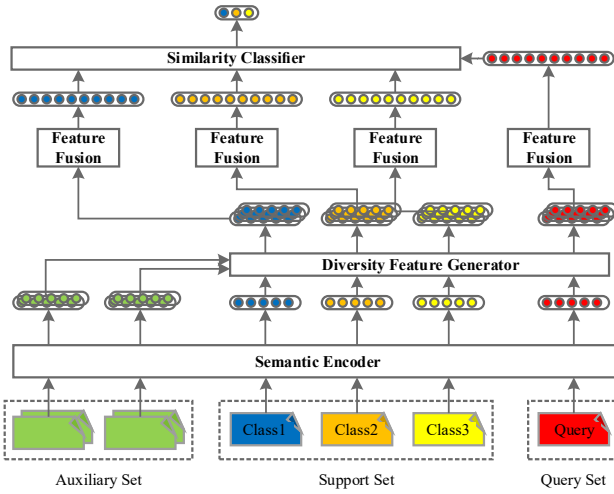 Similarity Classifier
Feature
Fusion
Feature
Fusion
Feature
Fusion
Feature
Fusion
Diversity Feature Generator
Semantic Encoder
Class1
Class2
Class3
Query
Auxiliary Set
Support Set
Query Set